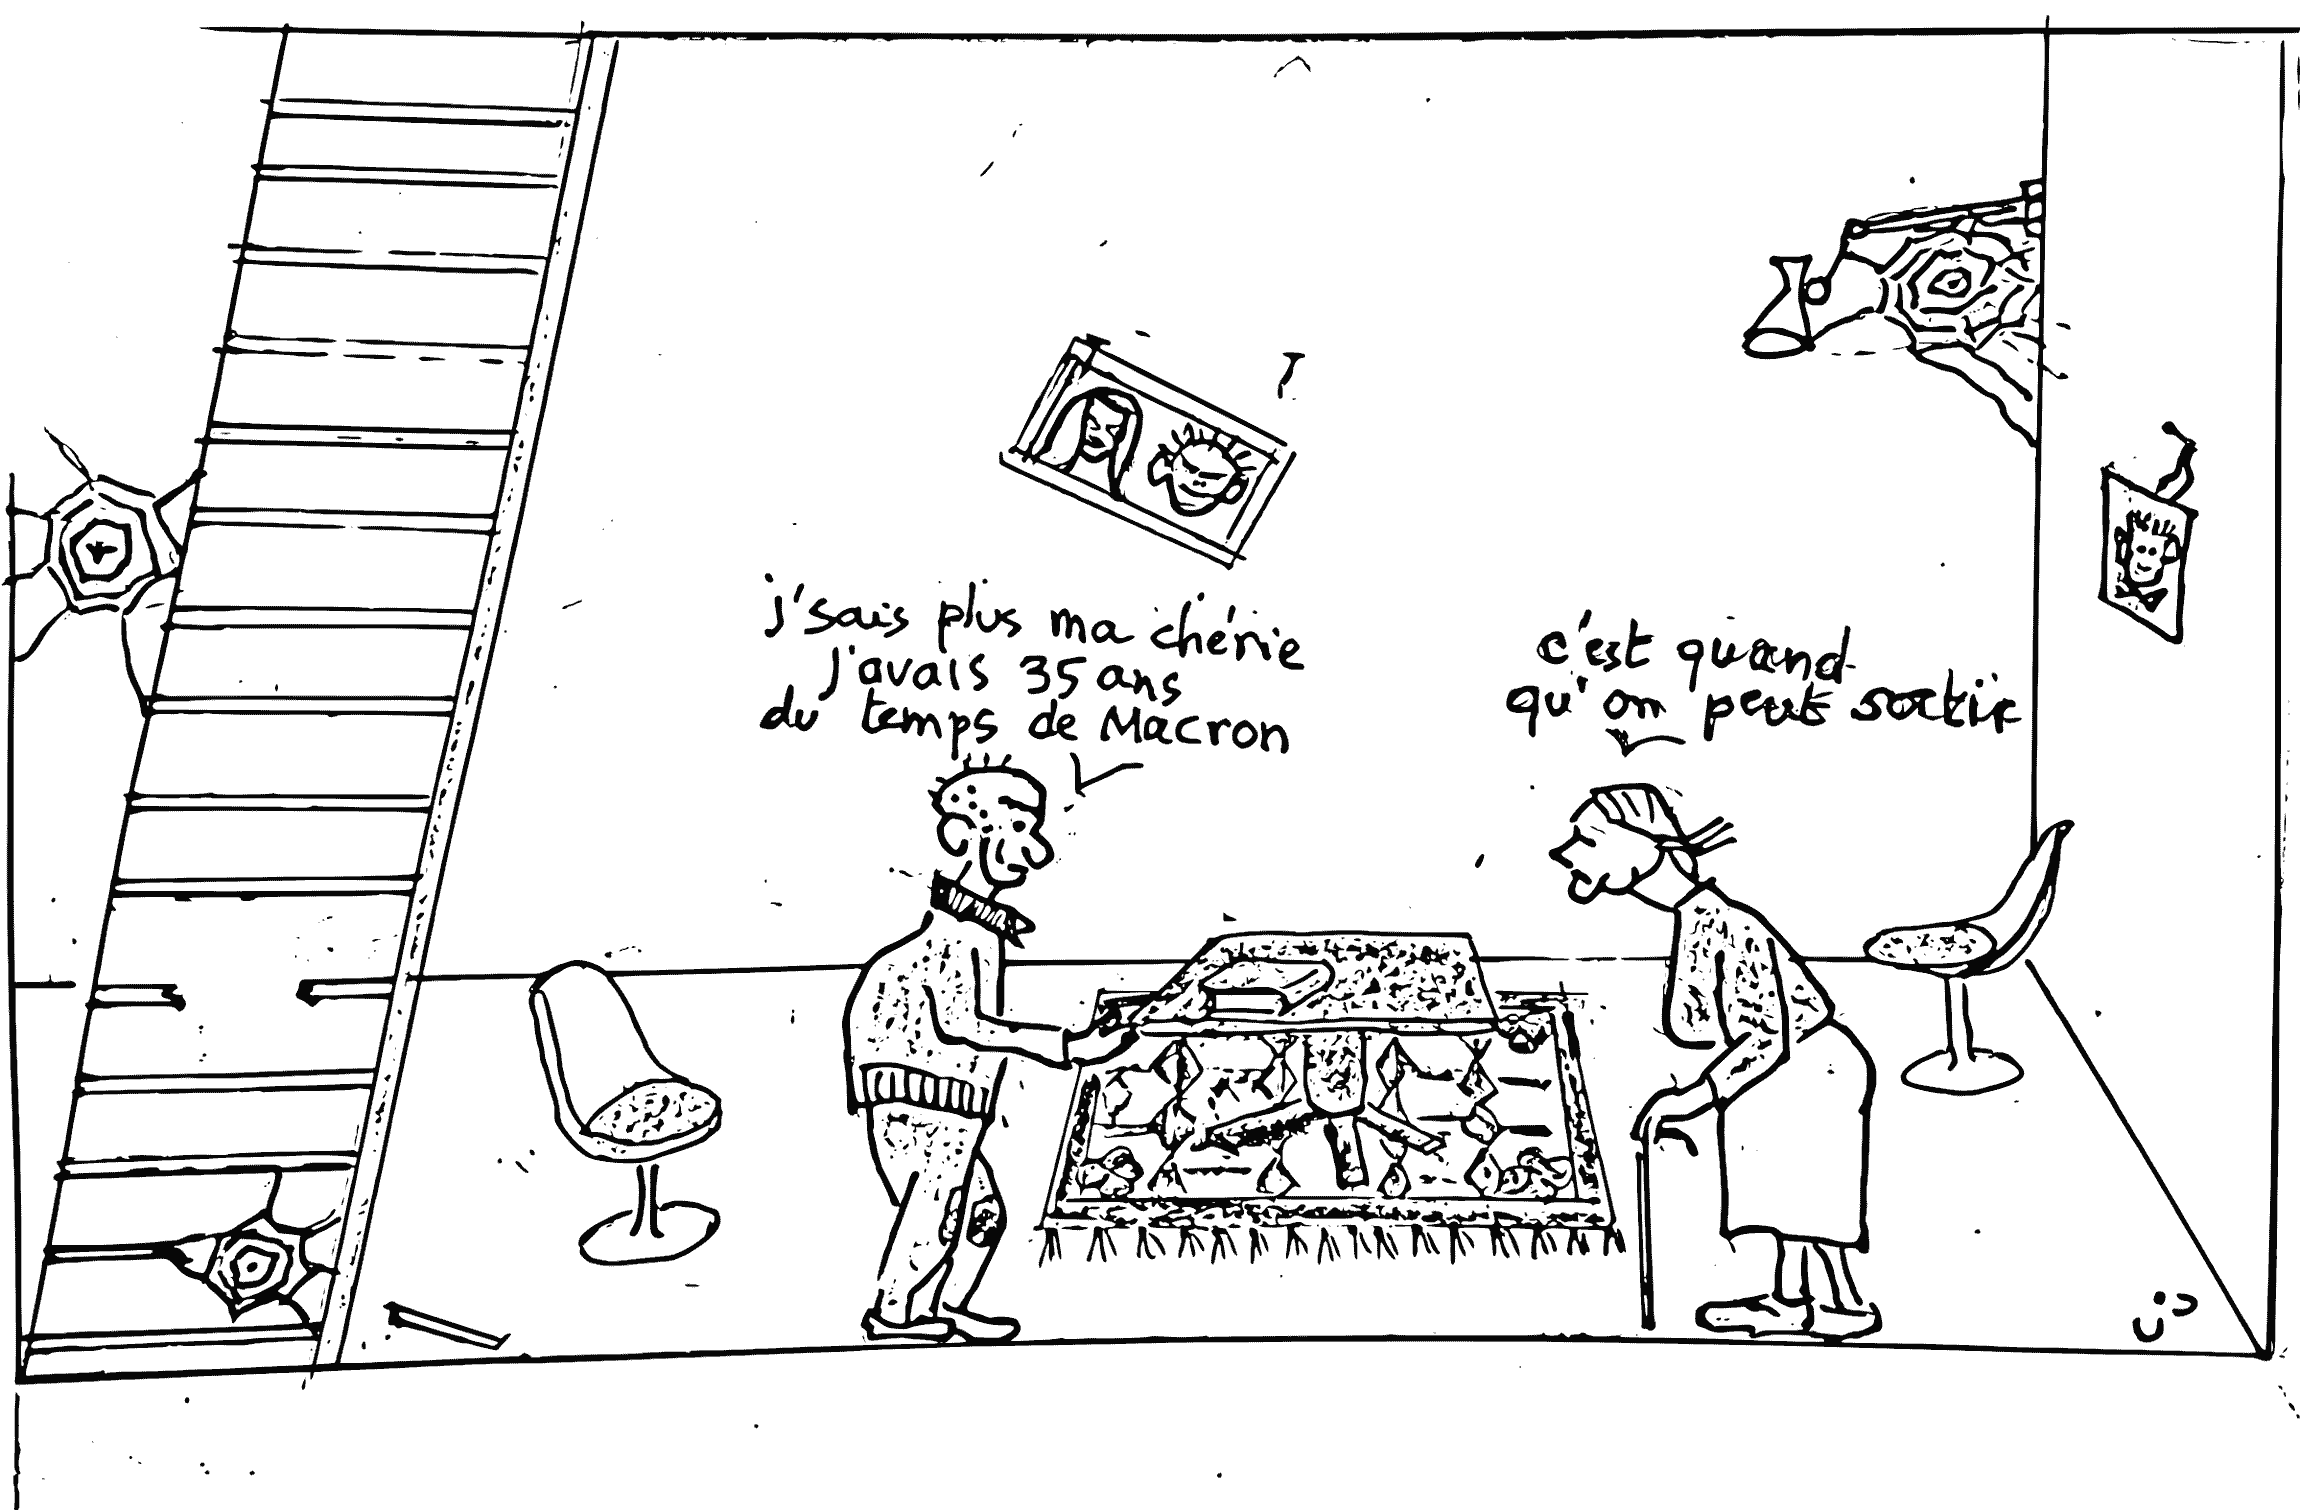 j'sais plus ma chérie
j'avais 35 ans
du temps de Macron
c'est quand
qu'on peut sortir